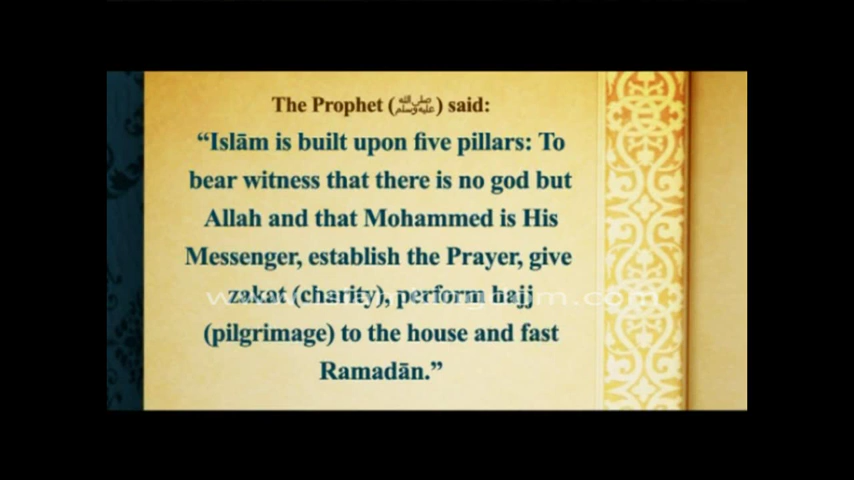 The Prophet (ﷺ) said:
“Islām is built upon five pillars: To
bear witness that there is no god but
Allah and that Mohammed is His
Messenger, establish the Prayer, give
zakat (charity), perform hajj
(pilgrimage) to the house and fast
Ramadān.”